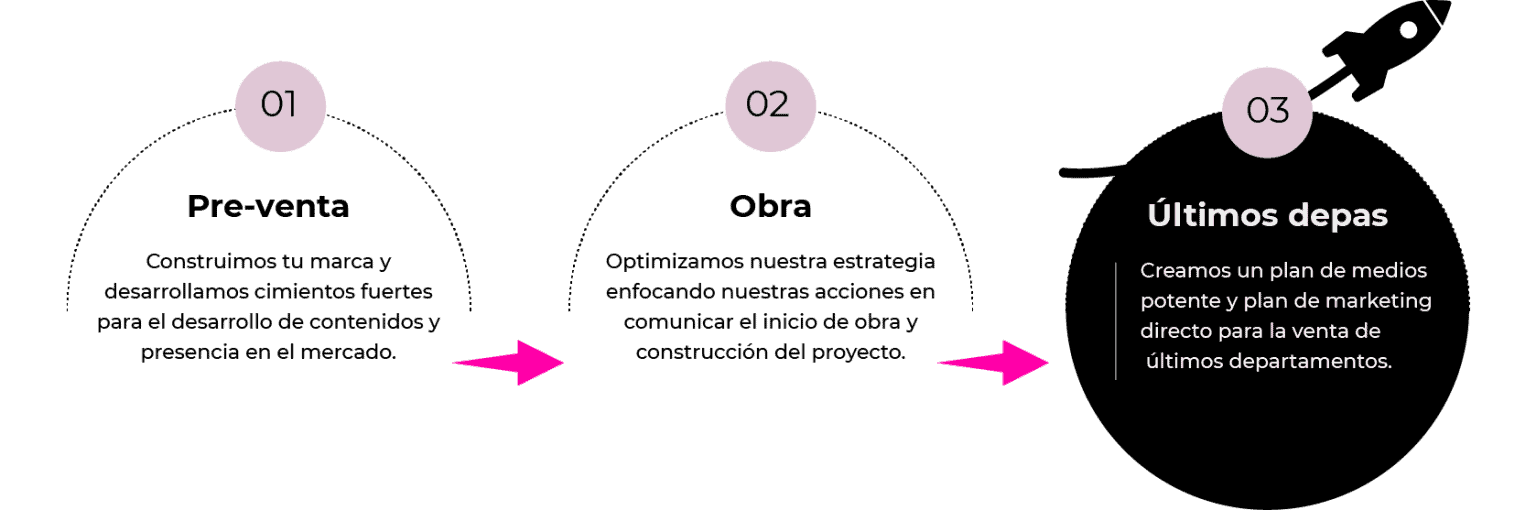 01
Pre-venta
Construimos tu marca y
desarrollamos cimientos fuertes
para el desarrollo de contenidos y
presencia en el mercado.
02
Obra
Optimizamos nuestra estrategia
enfocando nuestras acciones en
comunicar el inicio de obra y
construcción del proyecto.
03
Últimos depas
Creamos un plan de medios
potente y plan de marketing
directo para la venta de
últimos departamentos.